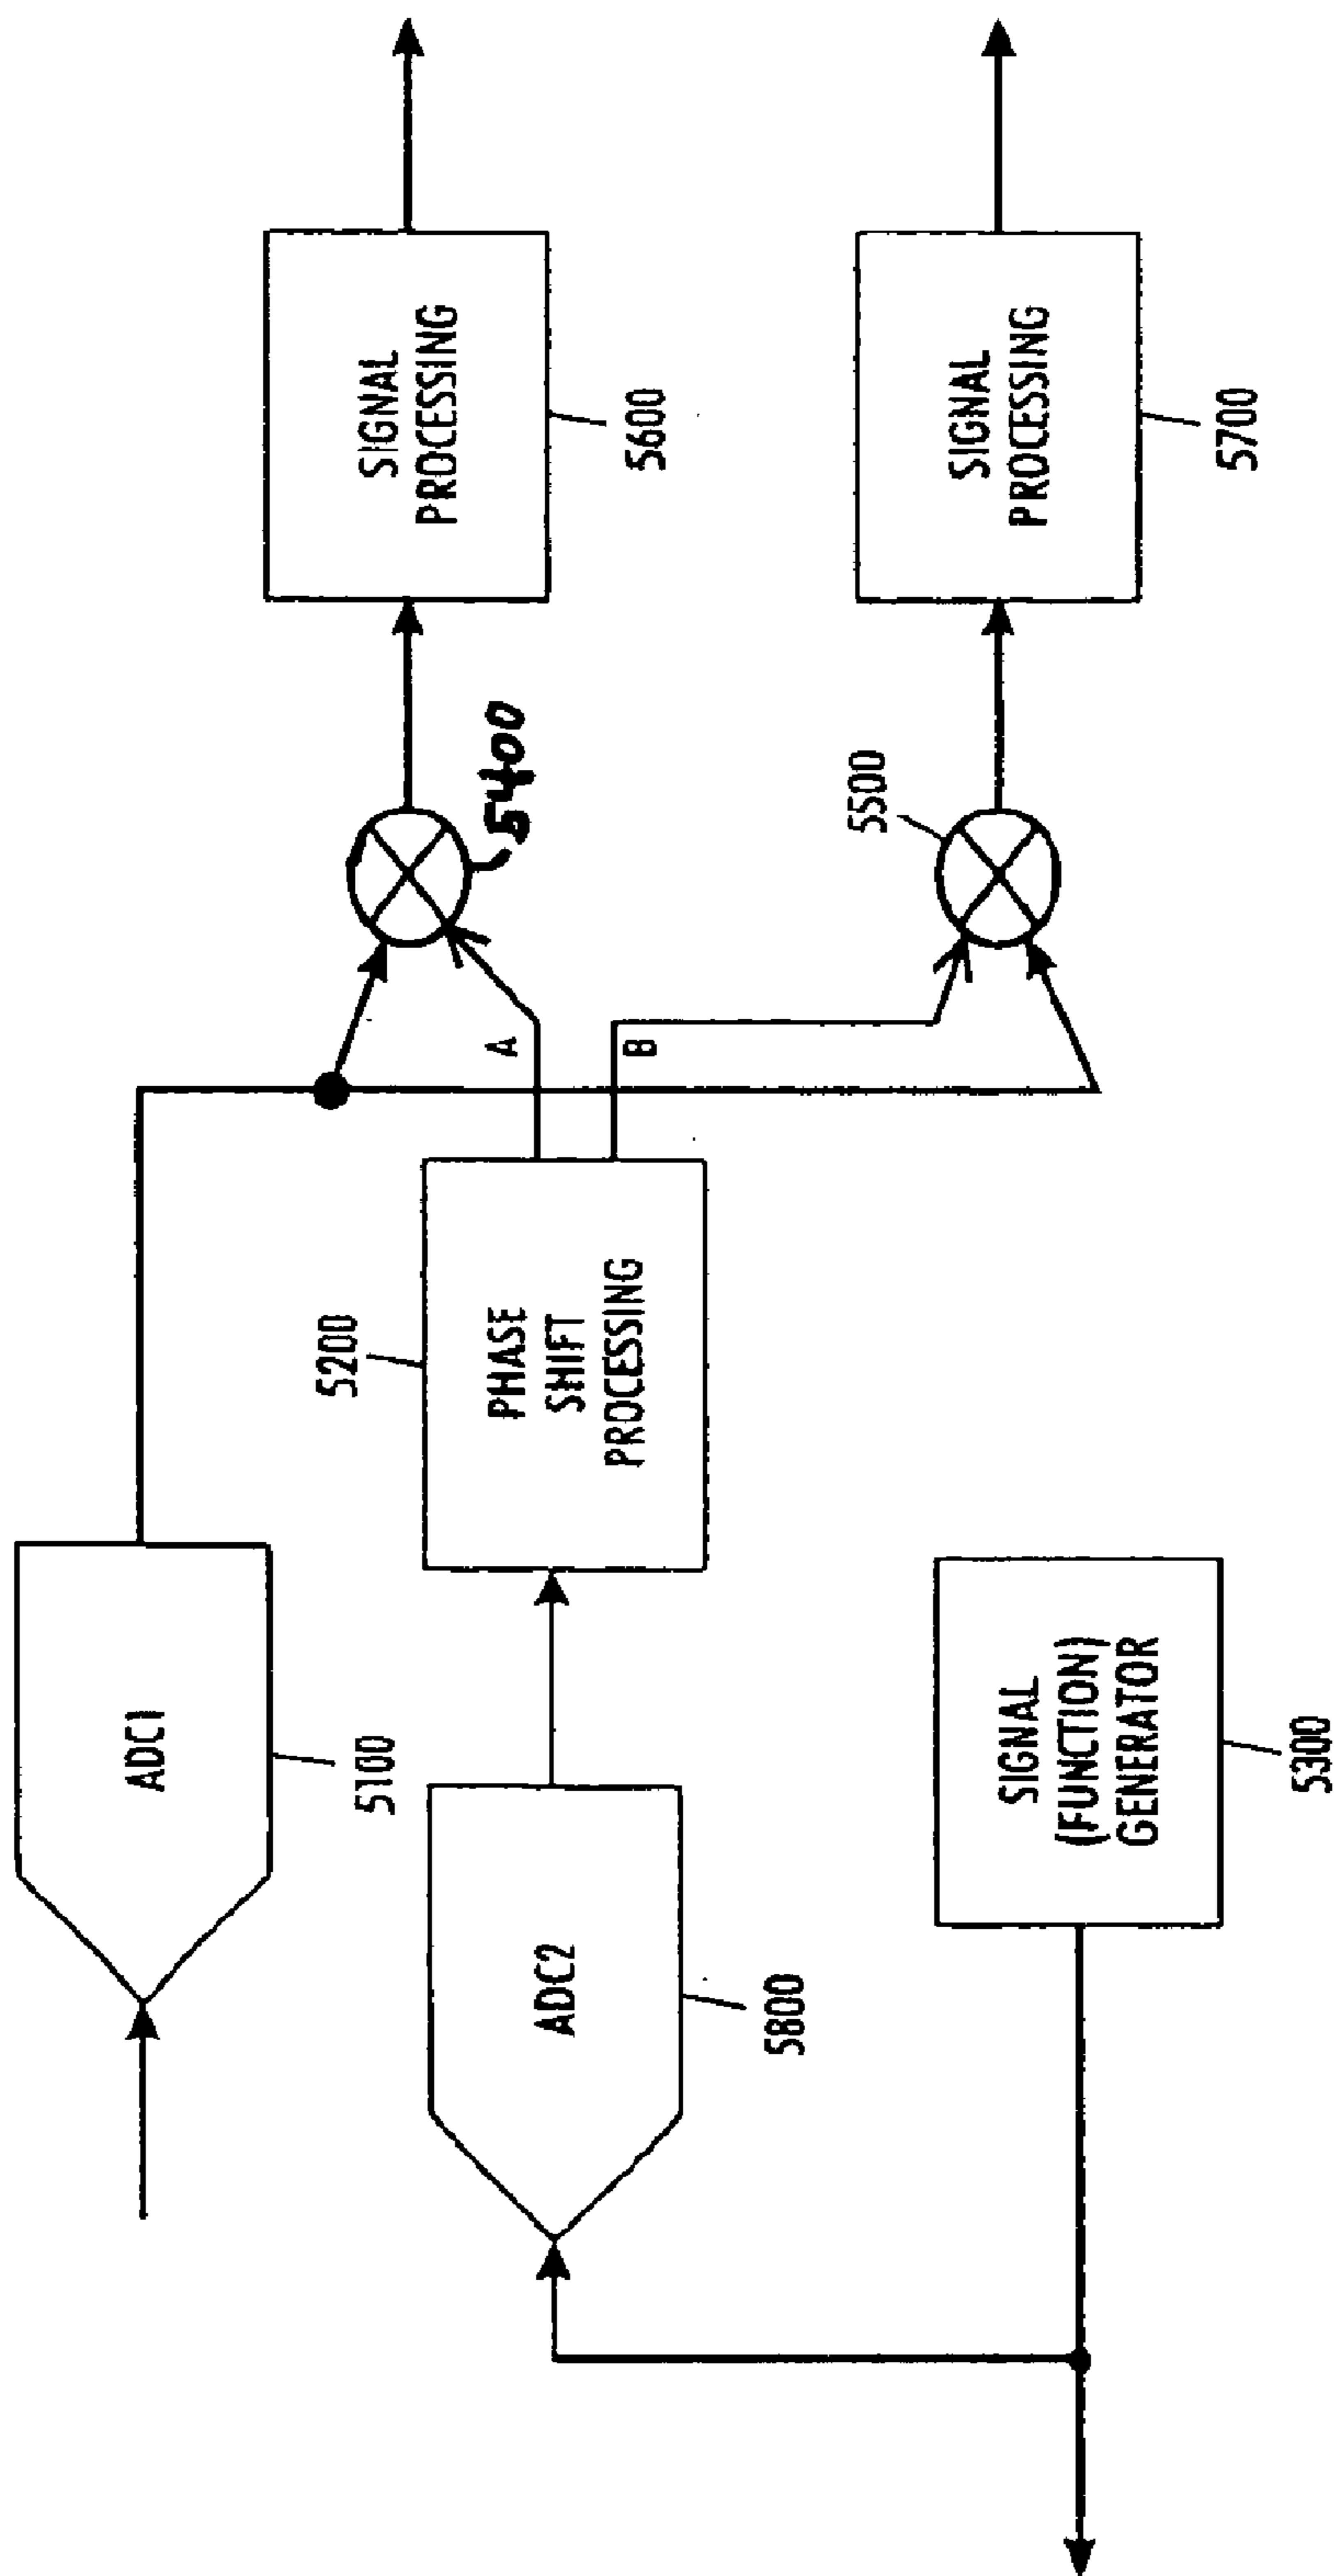 ADC1
5100
ADC2
5800
SIGNAL
(FUNCTION)
GENERATOR
5300
5200
PHASE
SHIFT
PROCESSING
A
B
5400
5500
SIGNAL
PROCESSING
5600
SIGNAL
PROCESSING
5700